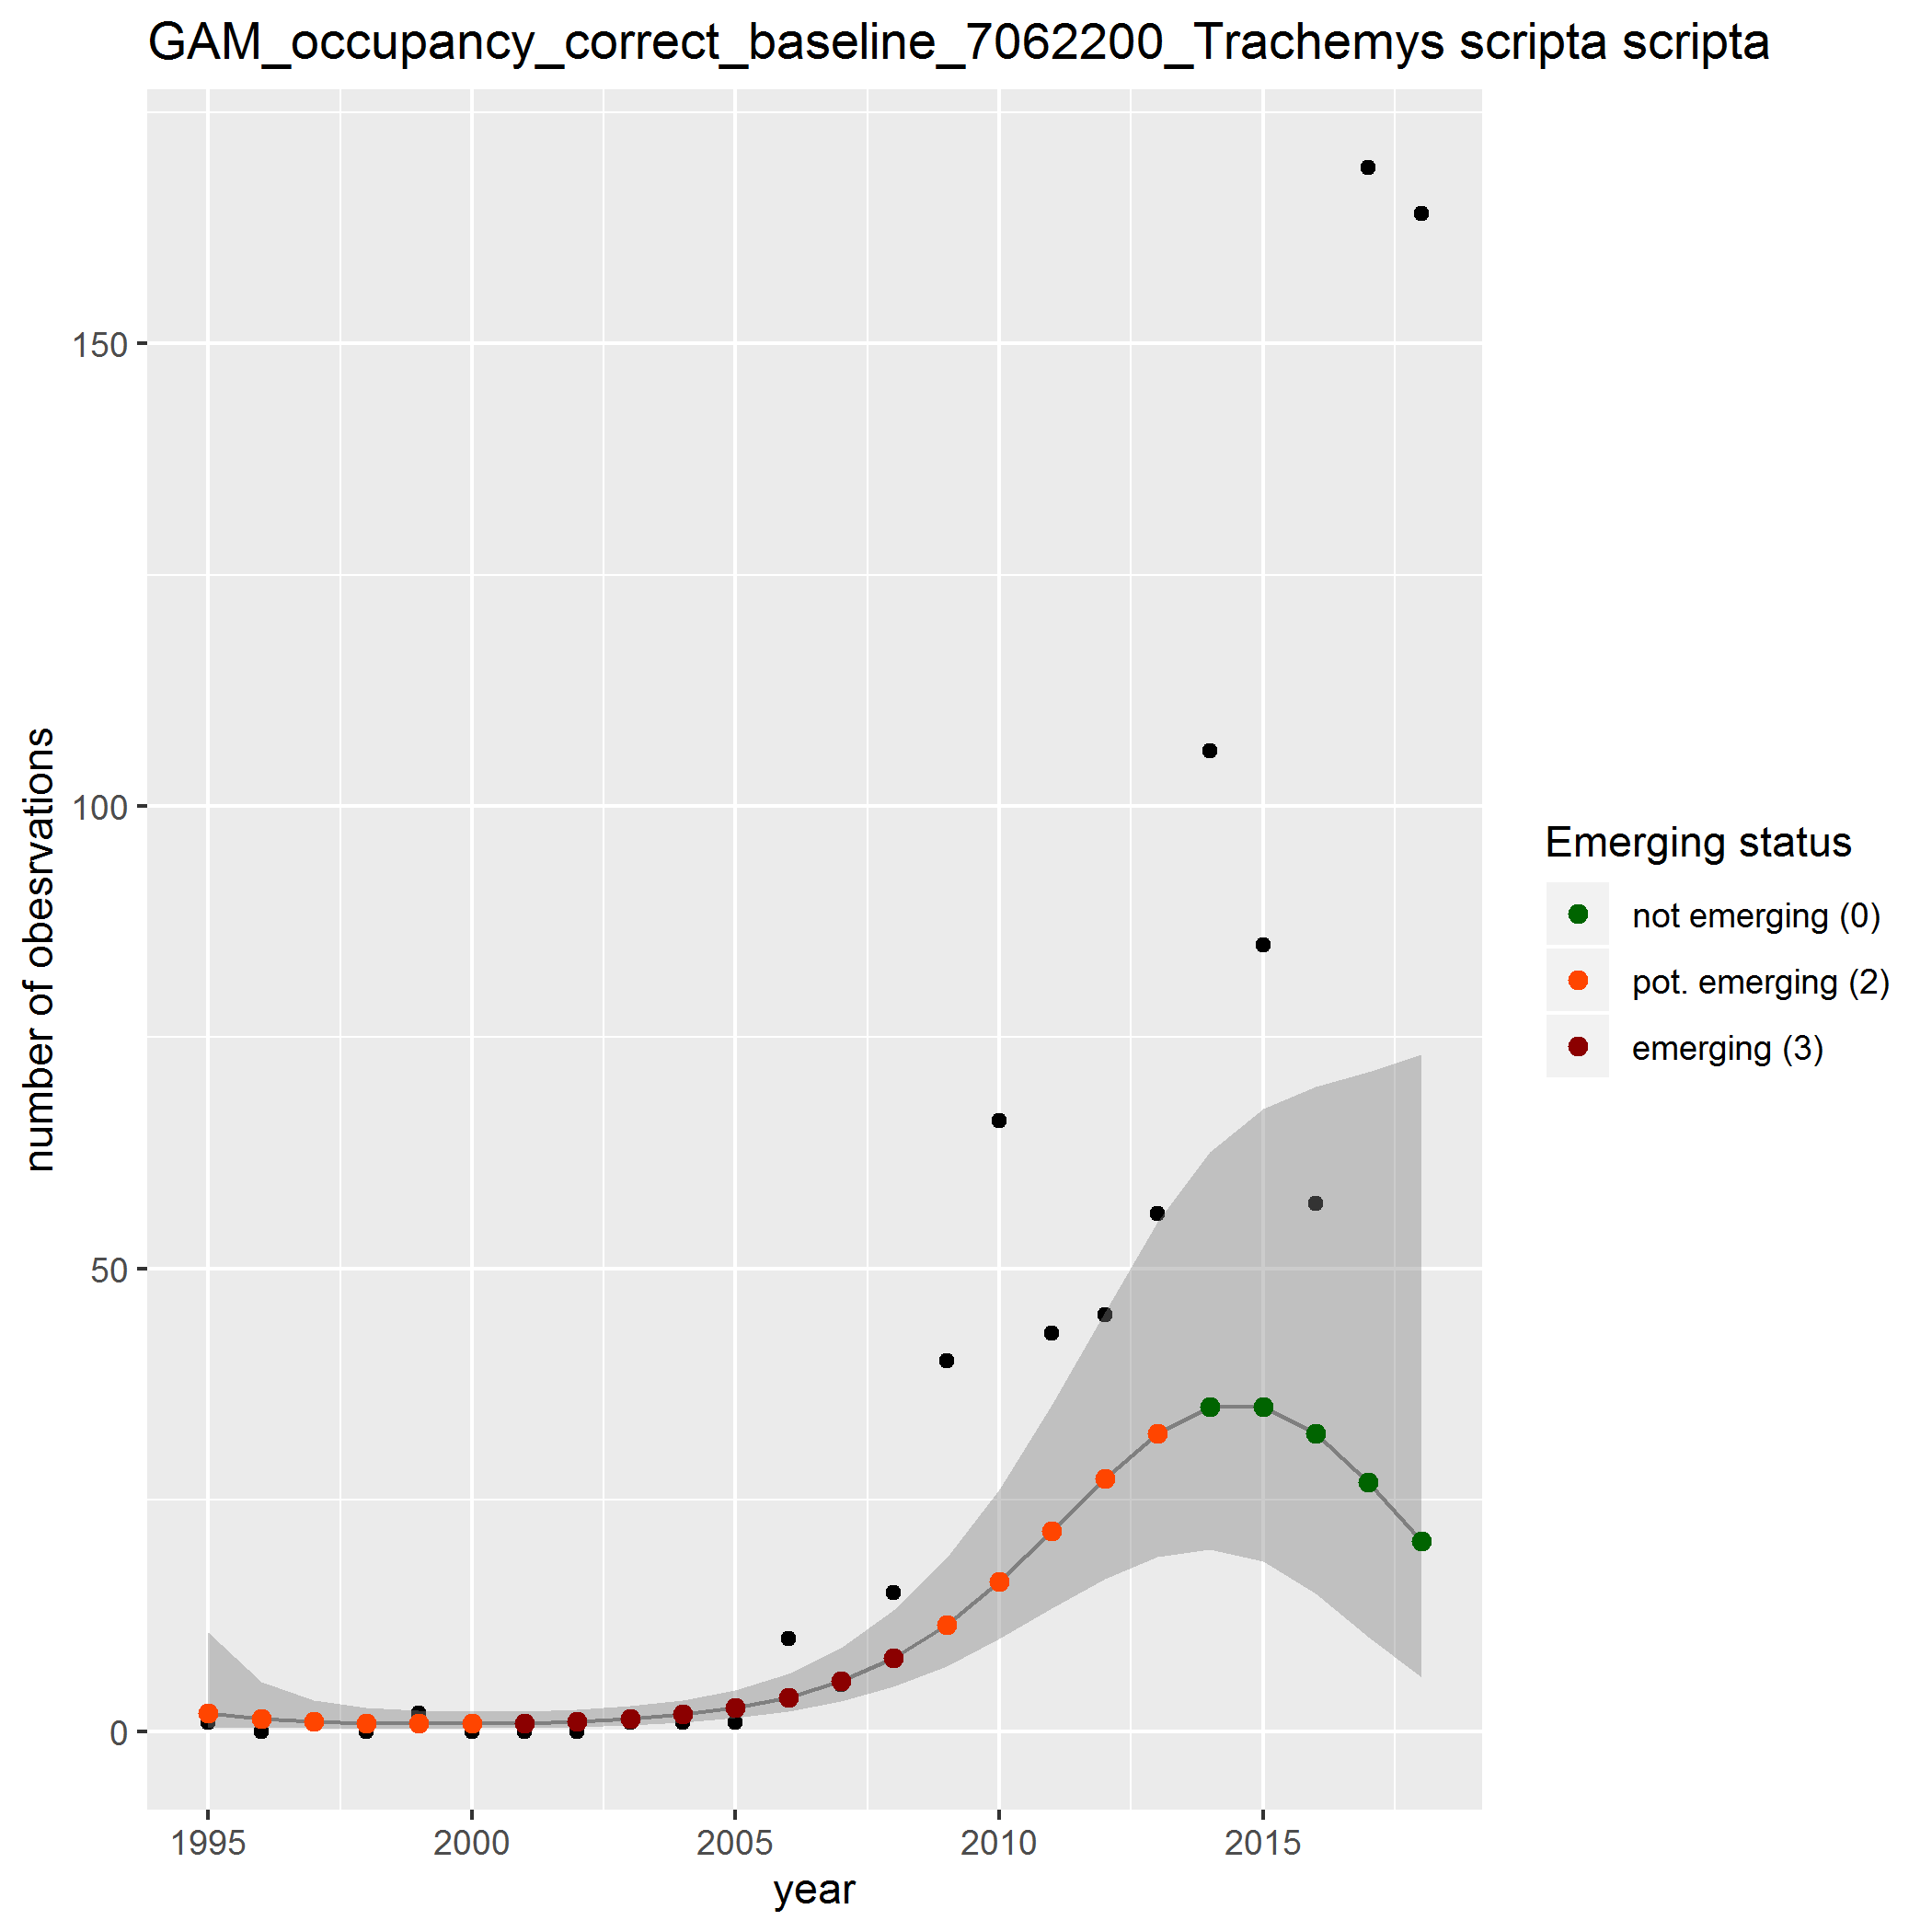 GAM_occupancy_correct_baseline_7062200_Trachemys scripta scripta
number of obesrvations
150
100
50
0
1995
2000
2005
2010
2015
year
Emerging status
not emerging (0)
pot. emerging (2)
emerging (3)